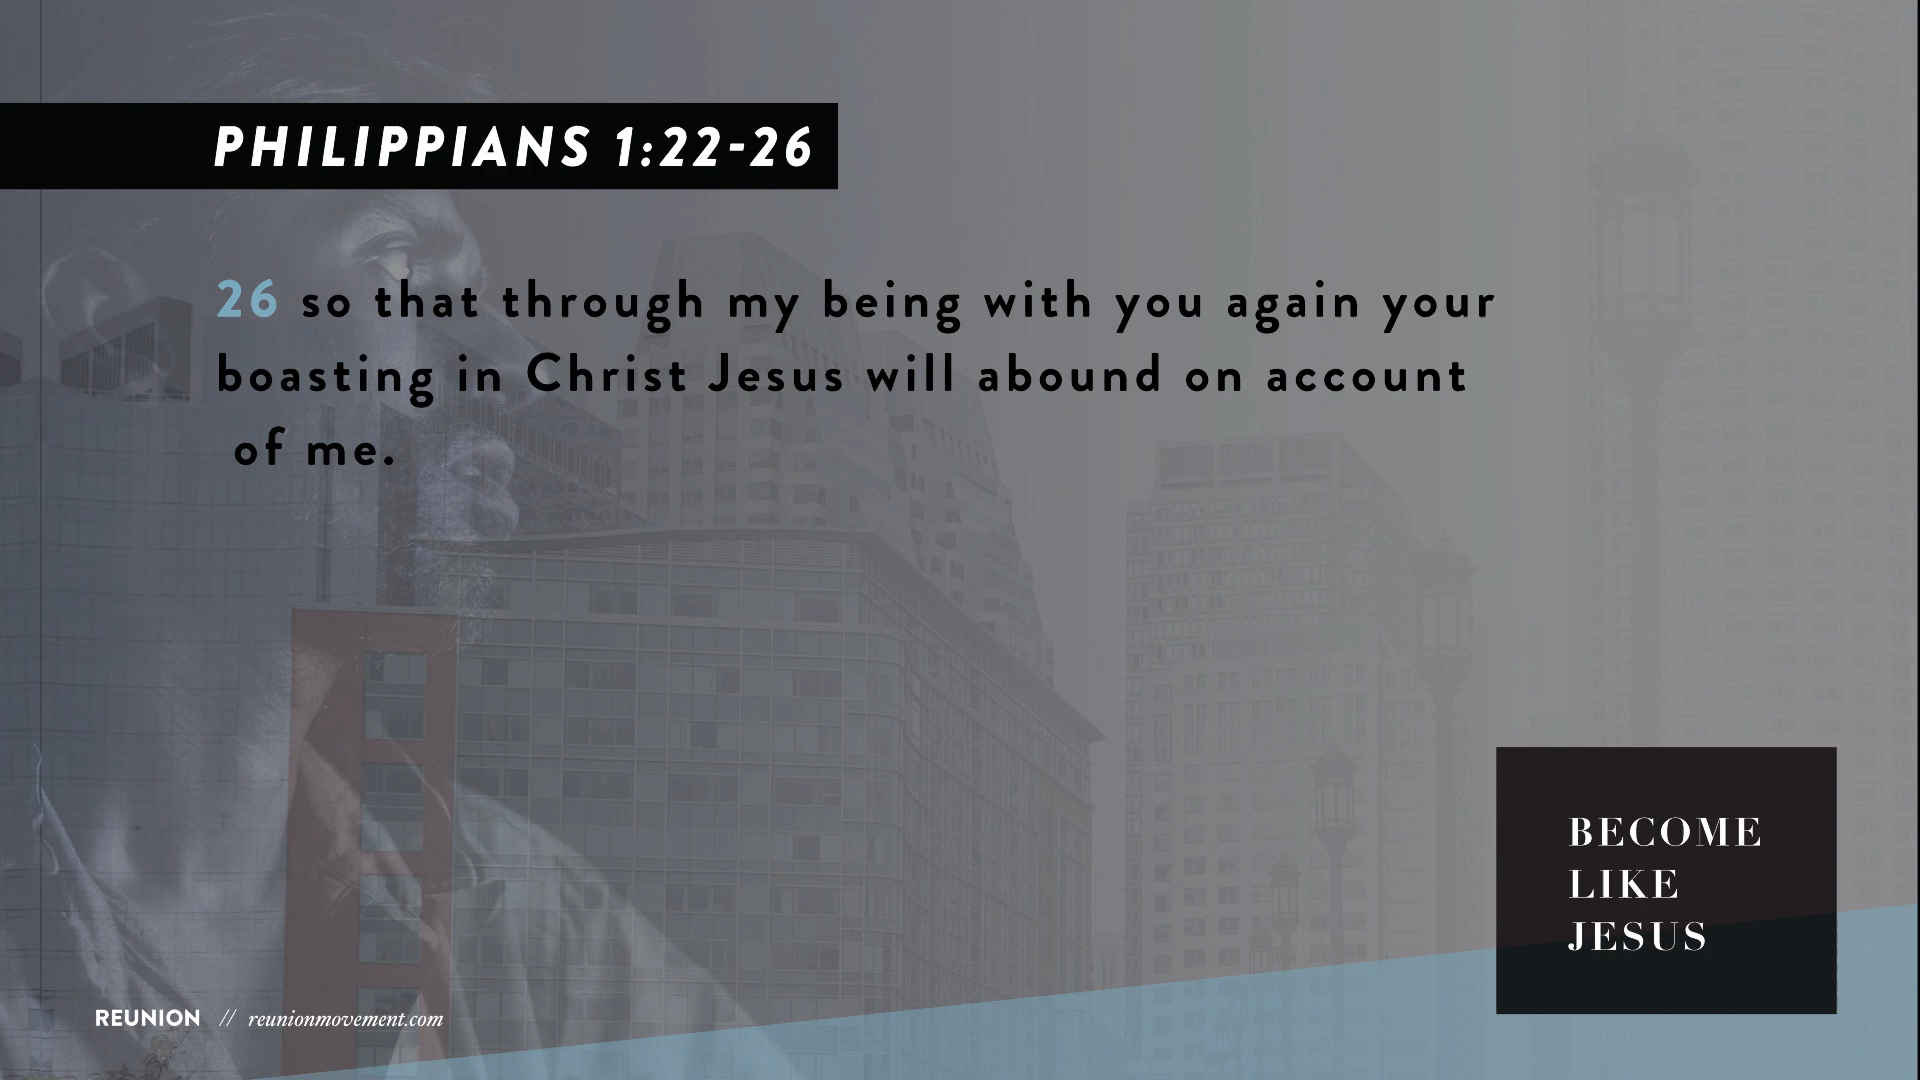 PHILIPPIANS 1:22-26
26 so that through my being with you again your
boasting in Christ Jesus will abound on account
of me.
BECOME
LIKE
JESUS
REUNION // reunionmovement.com